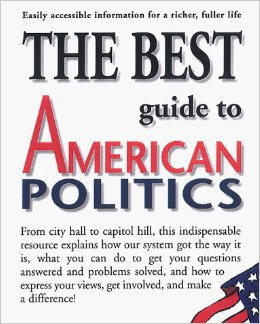 Easily accessible information for a richer, fuller life
THE BEST
guide to
AMERICAN
POLITICS
From city hall to capitol hill, this indispensable
resource explains how our system got the way it
is, what you can do to get your questions
answered and problems solved, and how to
express your views, get involved, and make
a difference!